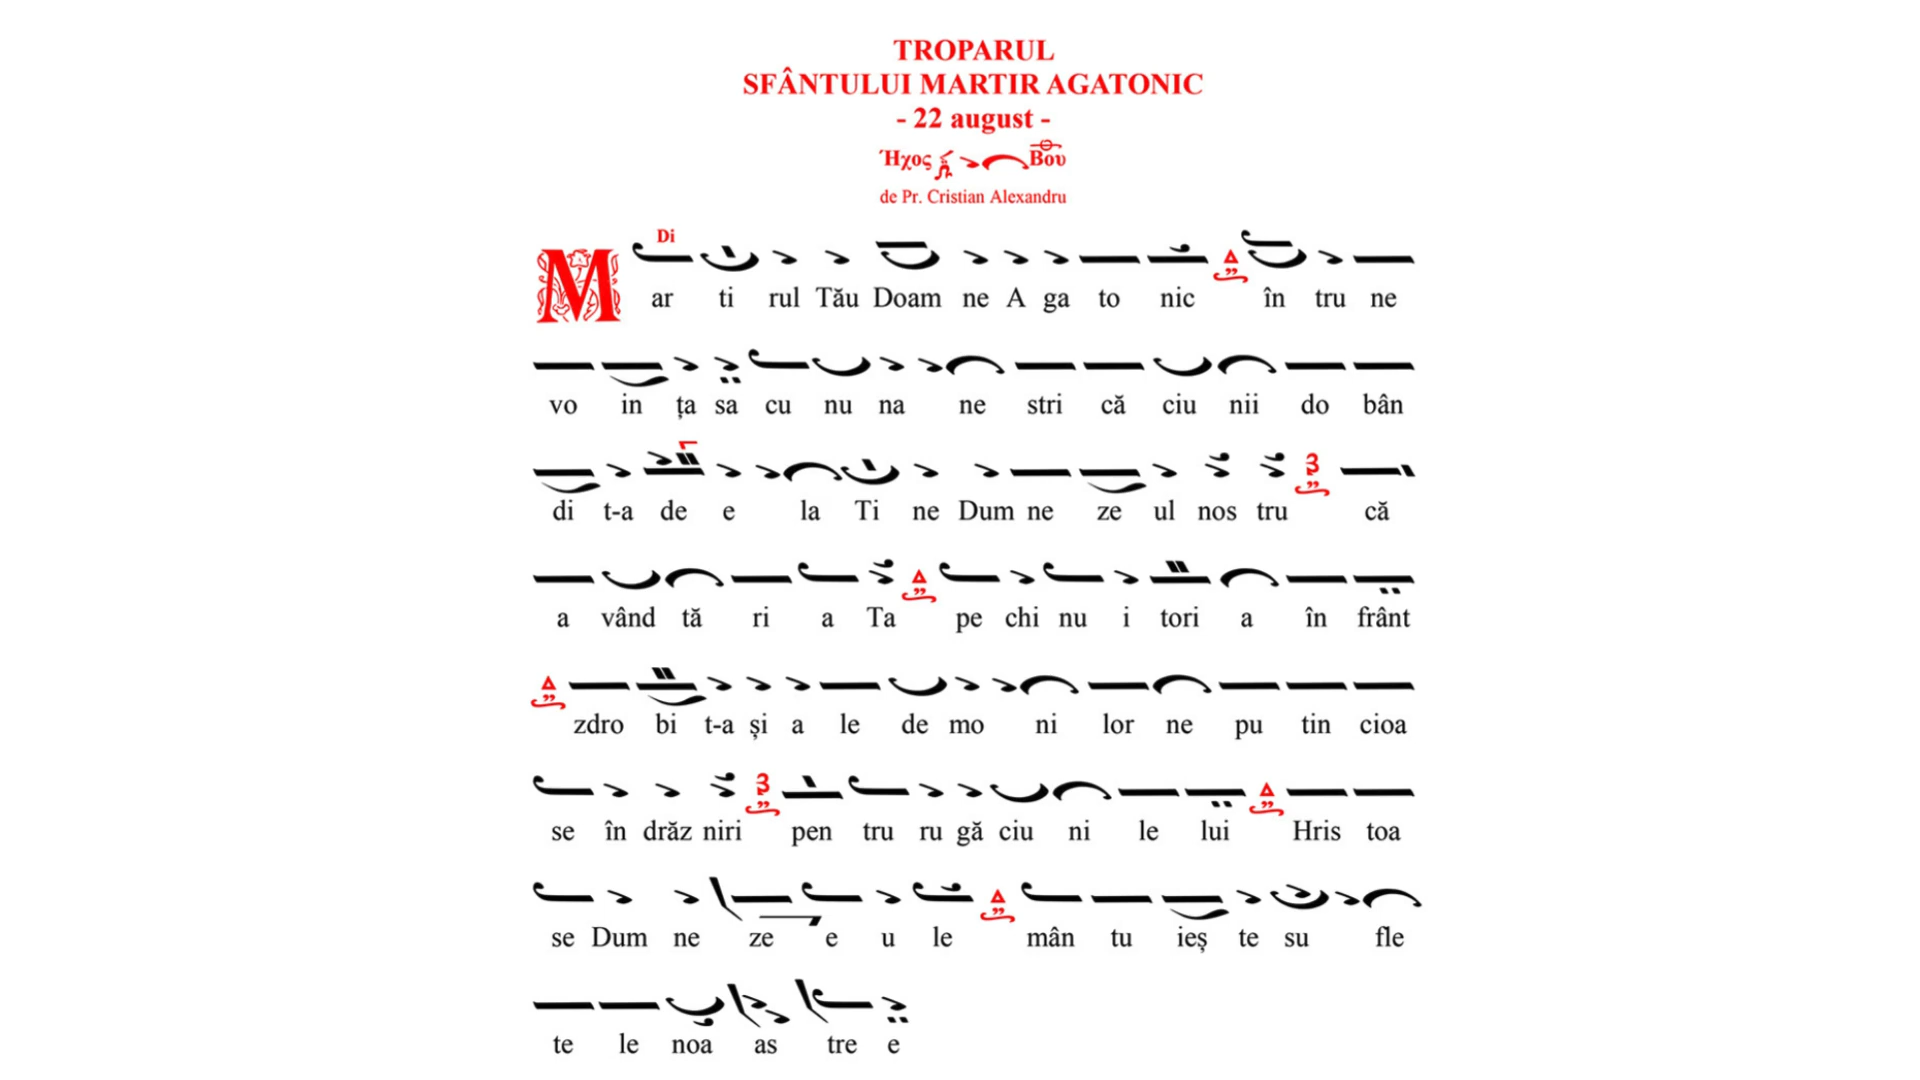 TROPARUL
SFÂNTULUI MARTIR AGATONIC
- 22 august -
Ἦχος Βου
de Pr. Cristian Alexandru
Di
M ar ti rul Tău Doam ne A ga to nic în tru ne
vo in ța sa cu nu na ne stri că ciu nii do bân
di t-a de e la Ti ne Dum ne ze ul nos tru că
a vând tă ri a Ta pe chi nu i tori a în frânt
zdro bi t-a și a le de mo ni lor ne pu tin cioa
se în drăz niri pen tru ru gă ciu ni le lui Hris toa
se Dum ne ze e u le mân tu ieș te su fle
te le noa as tre e